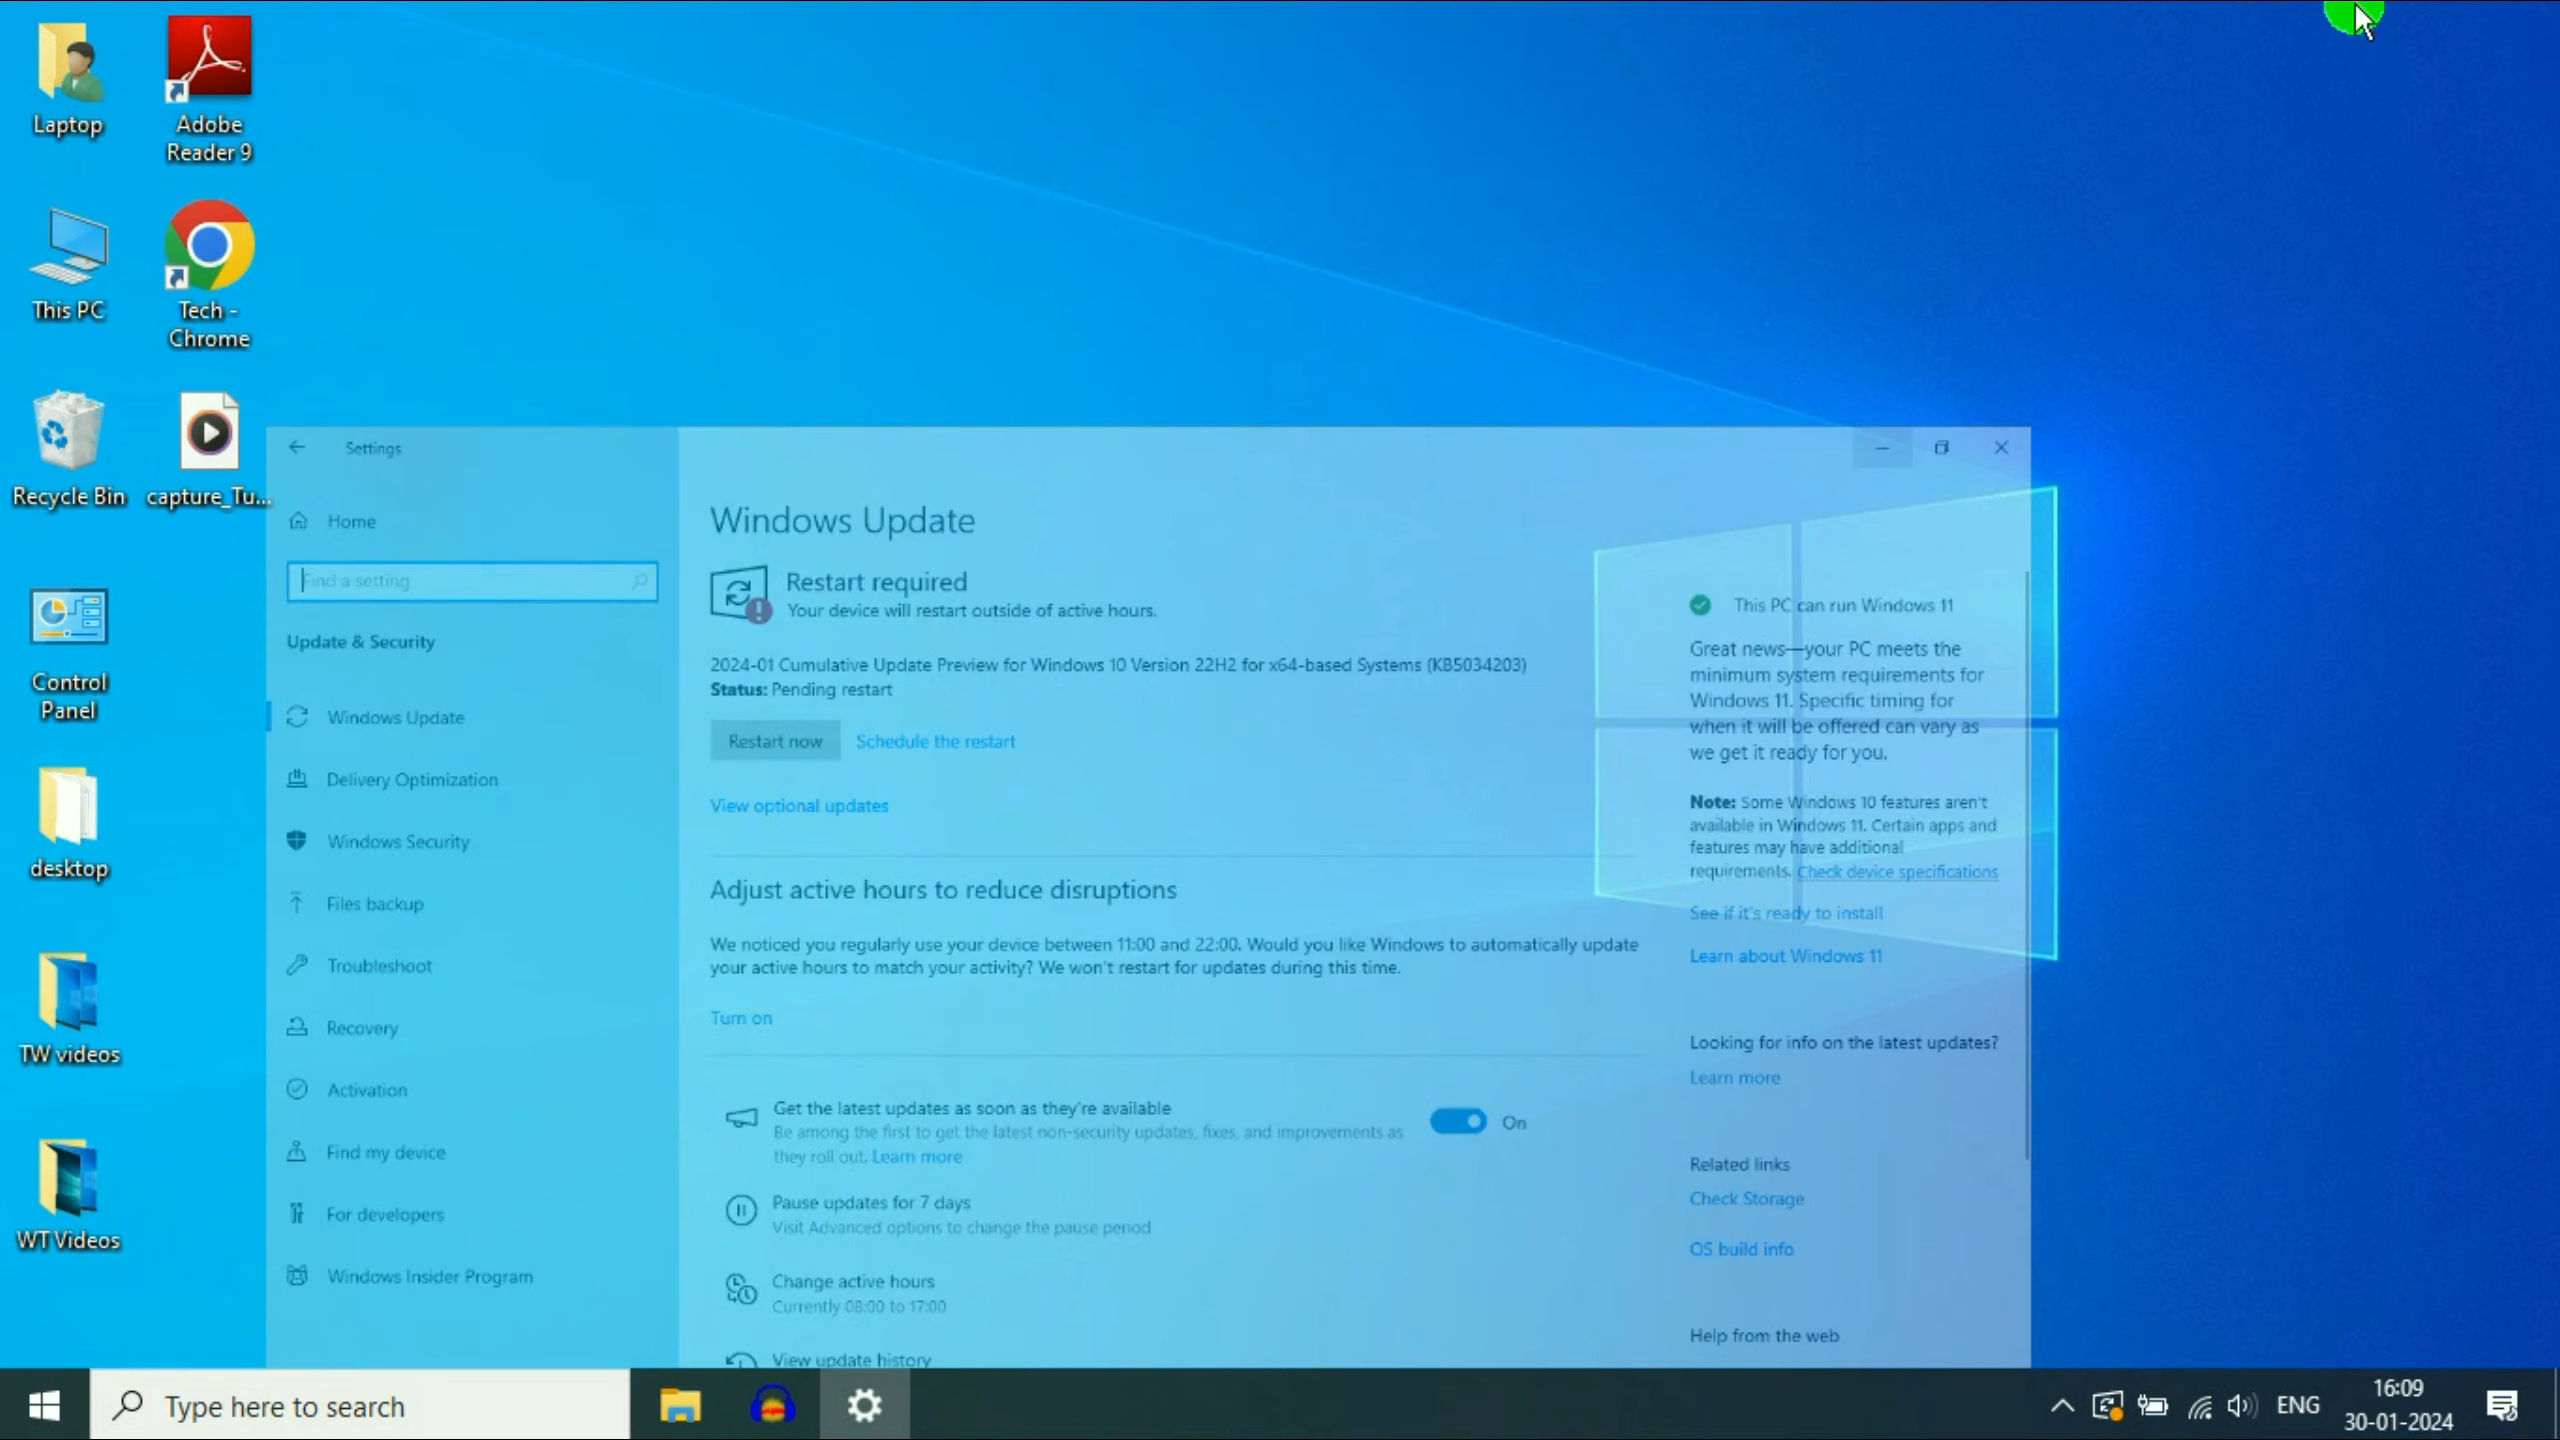 Laptop
Adobe
Reader 9
This PC
Tech -
Chrome
Recycle Bin
capture_Tu...
Control
Panel
desktop
TW videos
WT Videos
Settings
Home
Find a setting
Update & Security
Windows Update
Delivery Optimization
Windows Security
Files backup
Troubleshoot
Recovery
Activation
Find my device
For developers
Windows Insider Program
Windows Update
Restart required
Your device will restart outside of active hours.
2024-01 Cumulative Update Preview for Windows 10 Version 22H2 for x64-based Systems (KB5034203)
Status: Pending restart
Restart now
Schedule the restart
View optional updates
Adjust active hours to reduce disruptions
We noticed you regularly use your device between 11:00 and 22:00. Would you like Windows to automatically update
your active hours to match your activity? We won't restart for updates during this time.
Turn on
Get the latest updates as soon as they're available
Be among the first to get the latest non-security updates, fixes, and improvements as
they roll out. Learn more
On
Pause updates for 7 days
Visit Advanced options to change the pause period
Change active hours
Currently 08:00 to 17:00
View update history
This PC can run Windows 11
Great news—your PC meets the
minimum system requirements for
Windows 11. Specific timing for
when it will be offered can vary as
we get it ready for you.
Note: Some Windows 10 features aren't
available in Windows 11. Certain apps and
features may have additional
requirements. Check device specifications
See if it's ready to install
Learn about Windows 11
Looking for info on the latest updates?
Learn more
Related links
Check Storage
OS build info
Help from the web
Type here to search
ENG
16:09
30-01-2024